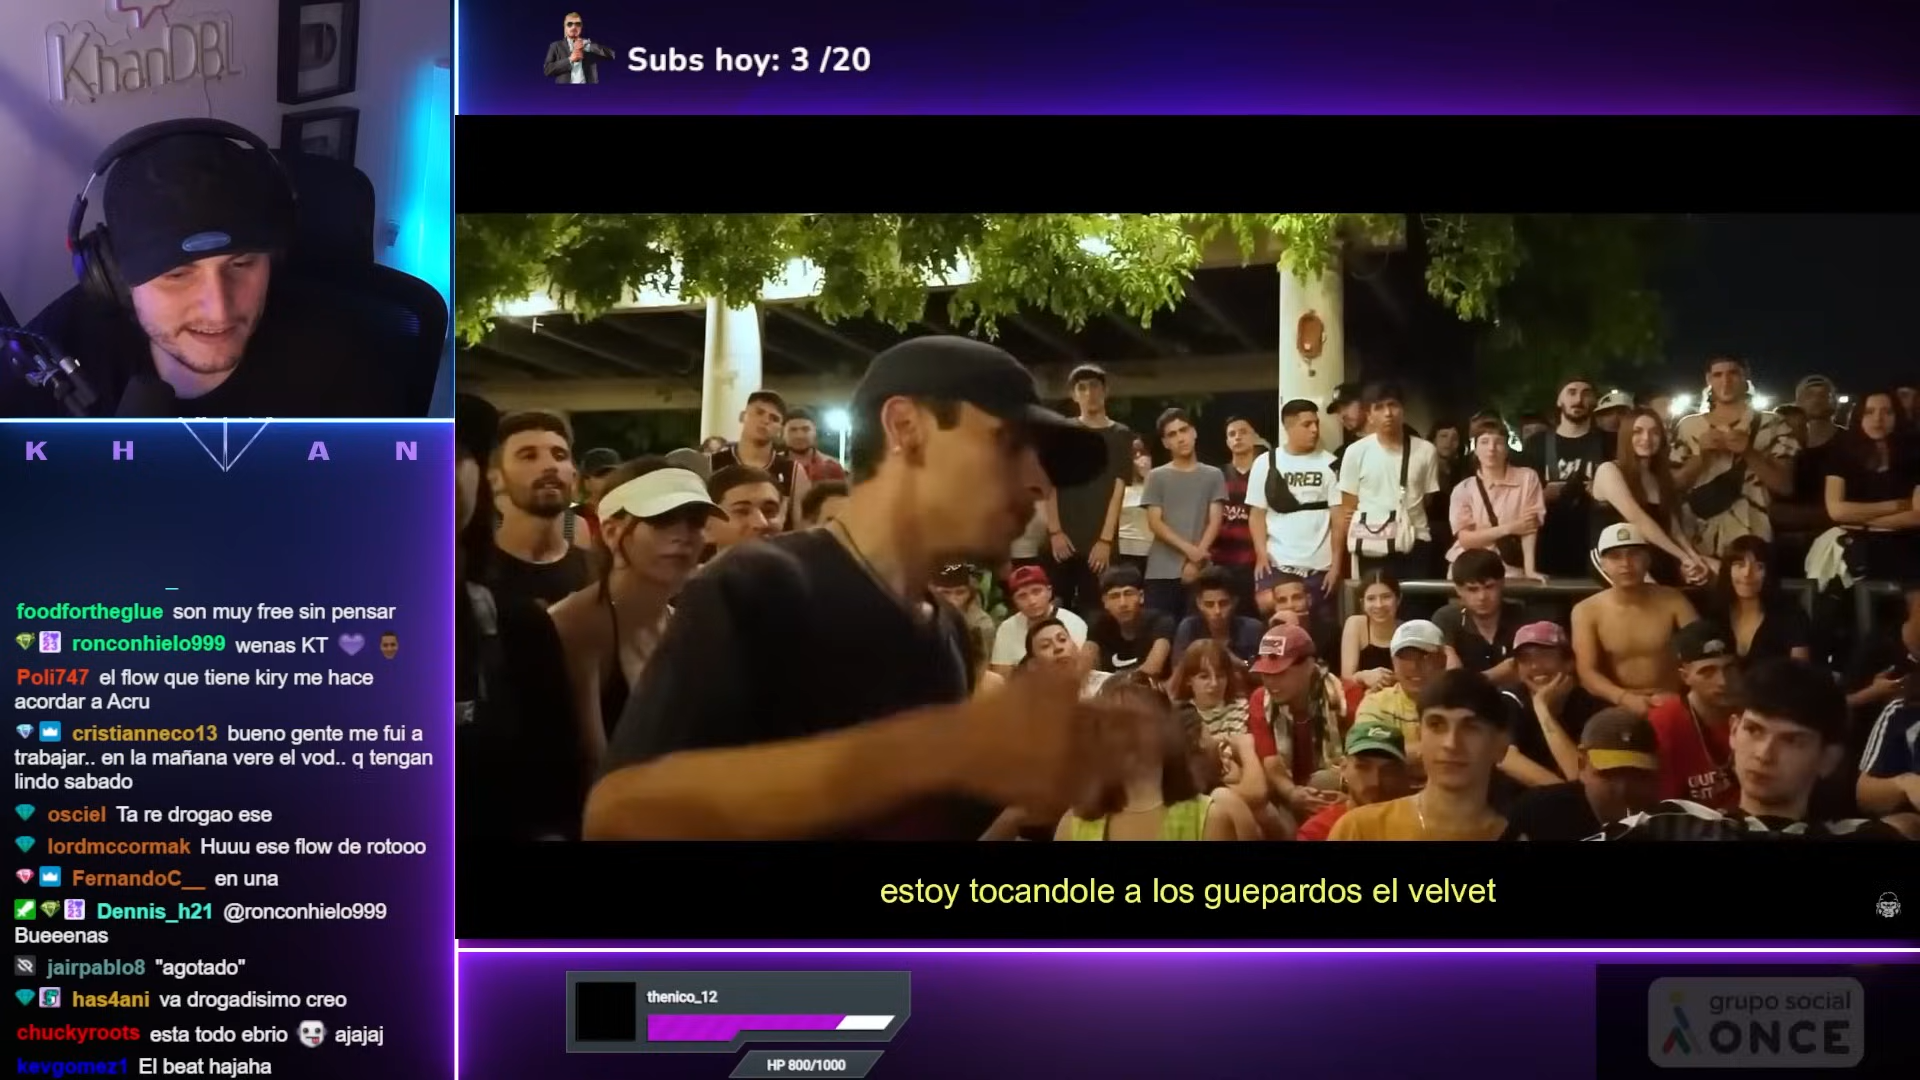 KhanDBL
Subs hoy: 3 /20
K H A N
foodfortheglue son muy free sin pensar
ronconhielo999 wenas KT
Poli747 el flow que tiene kiry me hace
acordar a Acru
cristianneco13 bueno gente me fui a
trabajar.. en la mañana vere el vod.. q tengan
lindo sabado
osciel Ta re drogao ese
lordmccormak Huuu ese flow de rotooo
FernandoC__ en una
Dennis_h21 @ronconhielo999
Bueeenas
jairpablo8 "agotado"
has4ani va drogadisimo creo
chuckyroots esta todo ebrio ajajaj
kevgomez1 El beat hajaha
estoy tocandole a los guepardos el velvet
thenico_12
HP 800/1000
grupo social
ONCE